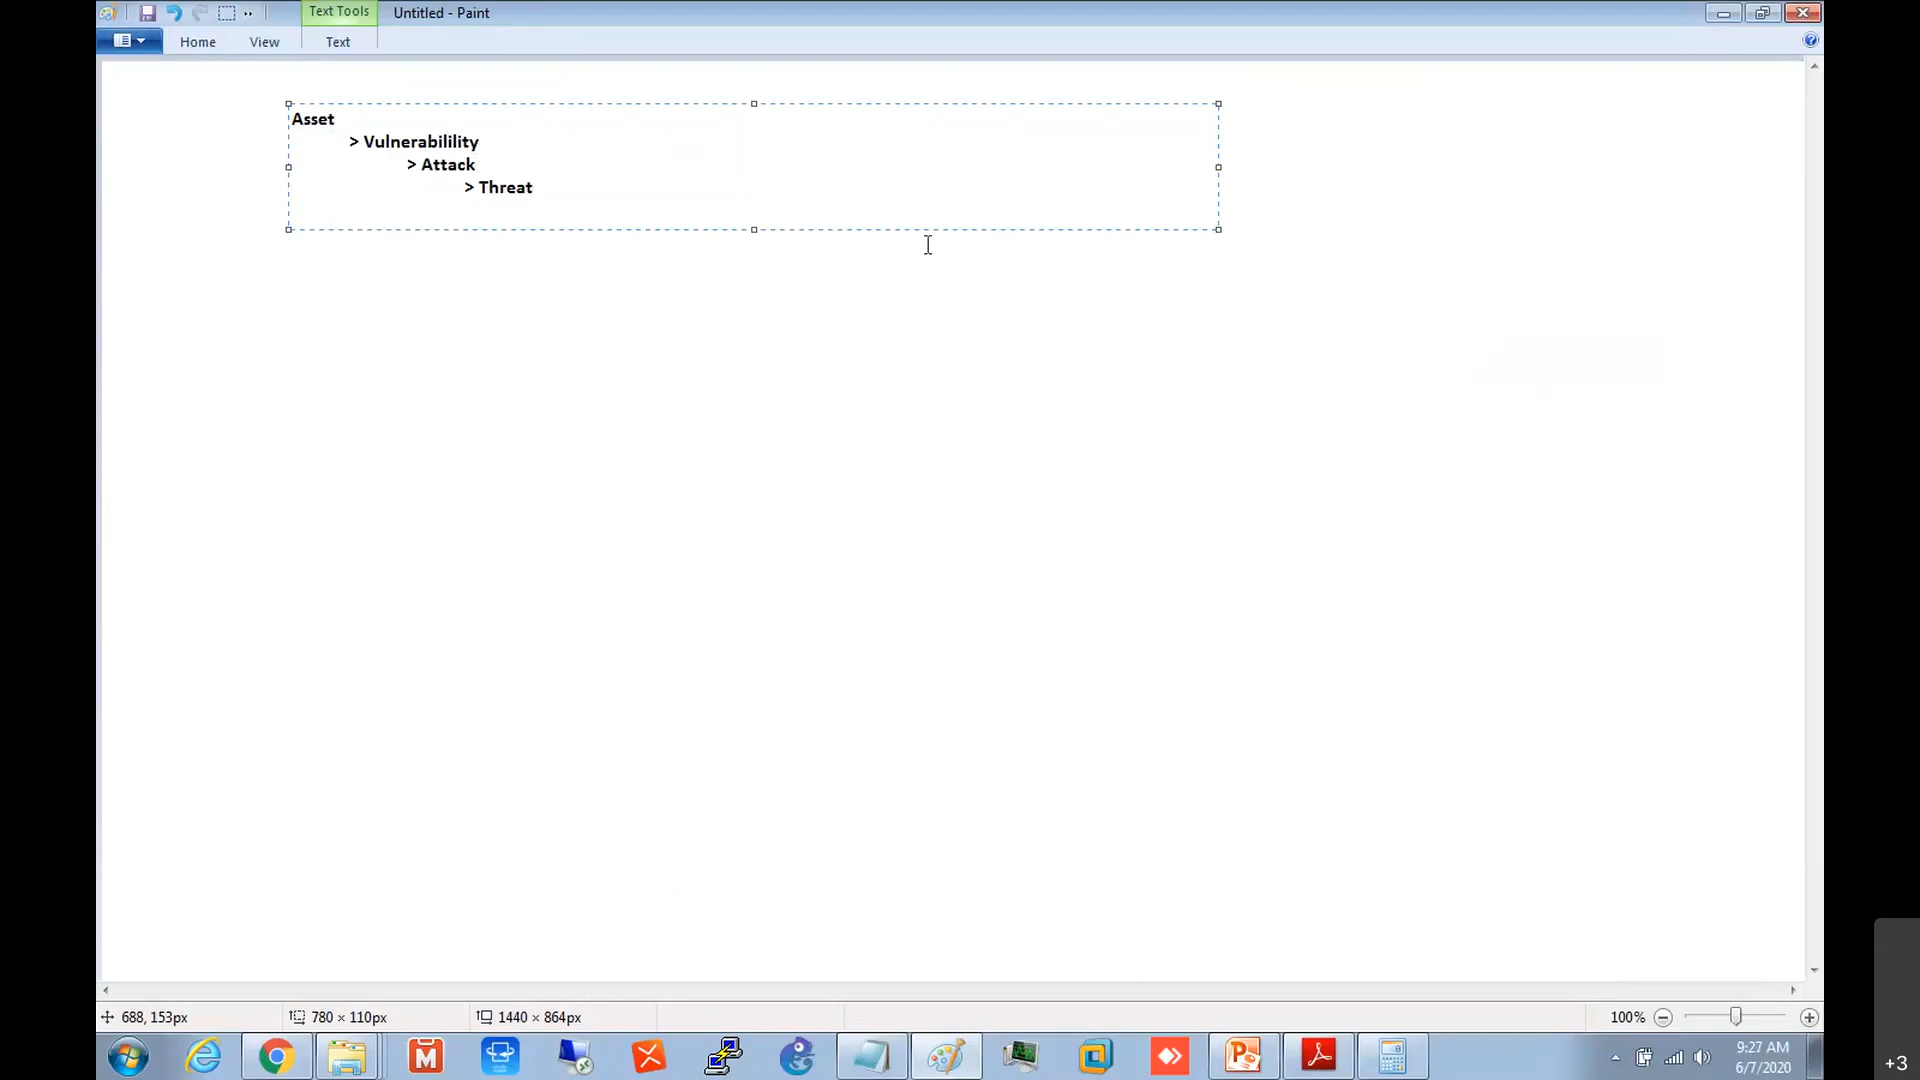 Text Tools
Untitled - Paint
Home
View
Text
Asset
> Vulnerabilility
> Attack
> Threat
688, 153px
780 × 110px
1440 × 864px
100%
9:27 AM
6/7/2020
+3